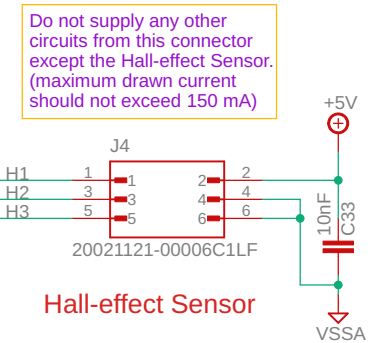 Do not supply any other
circuits from this connector
except the Hall-effect Sensor.
(maximum drawn current
should not exceed 150 mA)
+5V
J4
H1 1 1 2 2
H2 3 3 4 4
H3 5 5 6 6
10nF
C33
20021121-00006C1LF
Hall-effect Sensor
VSSA